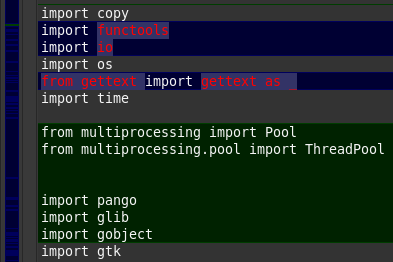 import copy
import functools
import io
import os
from gettext import gettext as _
import time
from multiprocessing import Pool
from multiprocessing.pool import ThreadPool
import pango
import glib
import gobject
import gtk